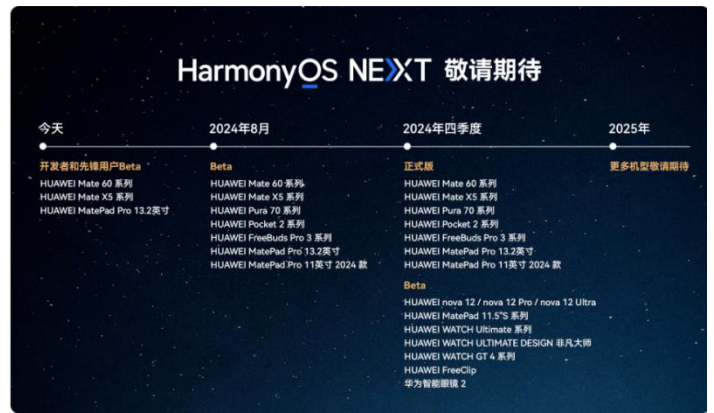 HarmonyOS NEXT 敬请期待
今天
开发者和先锋用户Beta
HUAWEI Mate 60 系列
HUAWEI Mate X5 系列
HUAWEI MatePad Pro 13.2英寸
2024年8月
Beta
HUAWEI Mate 60 系列
HUAWEI Mate X5 系列
HUAWEI Pura 70 系列
HUAWEI Pocket 2 系列
HUAWEI FreeBuds Pro 3 系列
HUAWEI MatePad Pro 13.2英寸
HUAWEI MatePad Pro 11英寸 2024 款
2024年四季度
正式版
HUAWEI Mate 60 系列
HUAWEI Mate X5 系列
HUAWEI Pura 70 系列
HUAWEI Pocket 2 系列
HUAWEI FreeBuds Pro 3 系列
HUAWEI MatePad Pro 13.2英寸
HUAWEI MatePad Pro 11英寸 2024 款
Beta
HUAWEI nova 12 / nova 12 Pro / nova 12 Ultra
HUAWEI MatePad 11.5"S 系列
HUAWEI WATCH Ultimate 系列
HUAWEI WATCH ULTIMATE DESIGN 非凡大师
HUAWEI WATCH GT 4 系列
HUAWEI FreeClip
华为智能眼镜 2
2025年
更多机型敬请期待